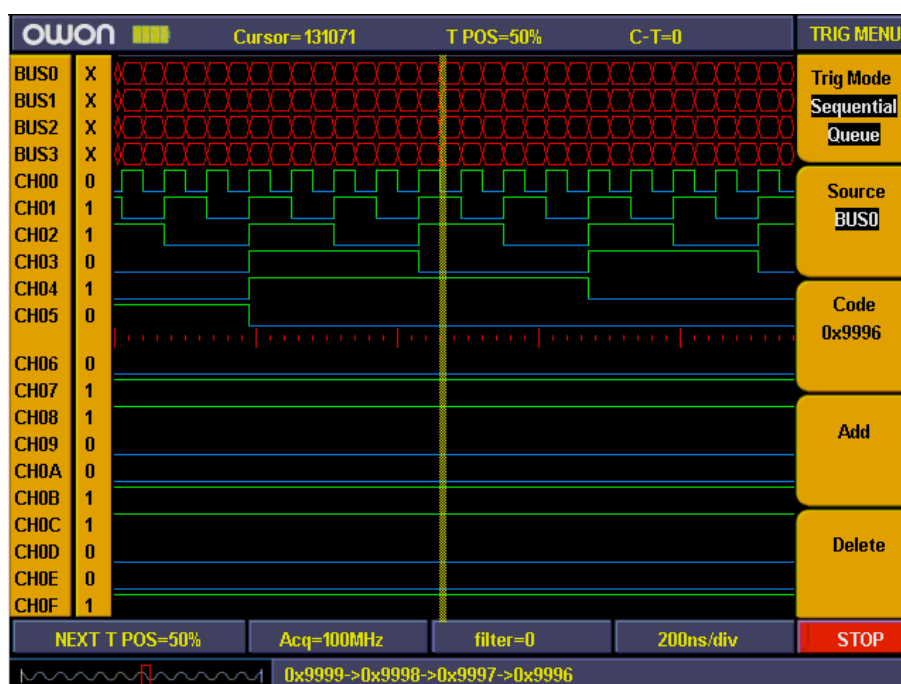 owon Cursor=131071 T POS=50% C-T=0 TRIG MENU
BUS0 X
BUS1 X
BUS2 X
BUS3 X
CH00 0
CH01 1
CH02 1
CH03 0
CH04 1
CH05 0
CH06 0
CH07 1
CH08 1
CH09 0
CH0A 0
CH0B 1
CH0C 1
CH0D 0
CH0E 0
CH0F 1
Trig Mode
Sequential
Queue
Source
BUS0
Code
0x9996
Add
Delete
NEXT T POS=50% Acq=100MHz filter=0 200ns/div STOP
0x9999->0x9998->0x9997->0x9996